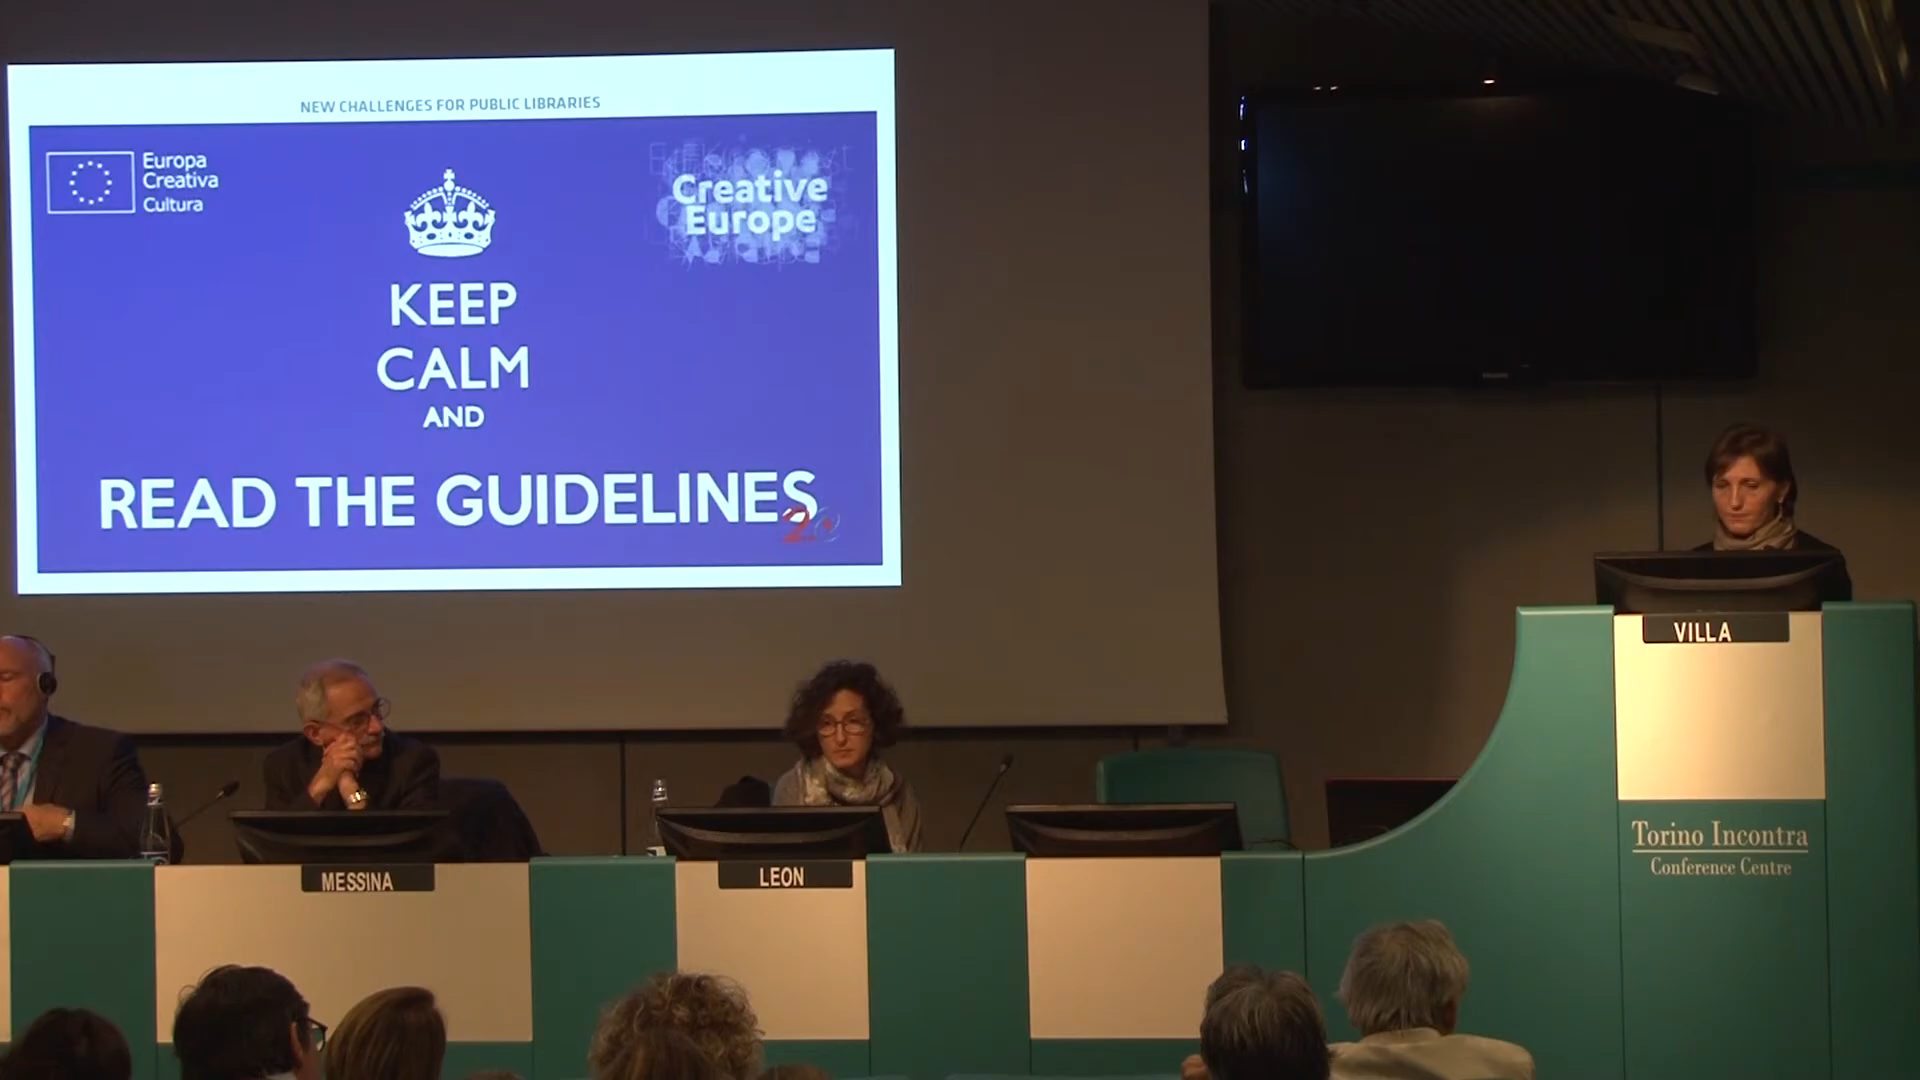 NEW CHALLENGES FOR PUBLIC LIBRARIES
Europa
Creativa
Cultura
Creative
Europe
KEEP
CALM
AND
READ THE GUIDELINES
VILLA
MESSINA
LEON
Torino Incontra
Conference Centre